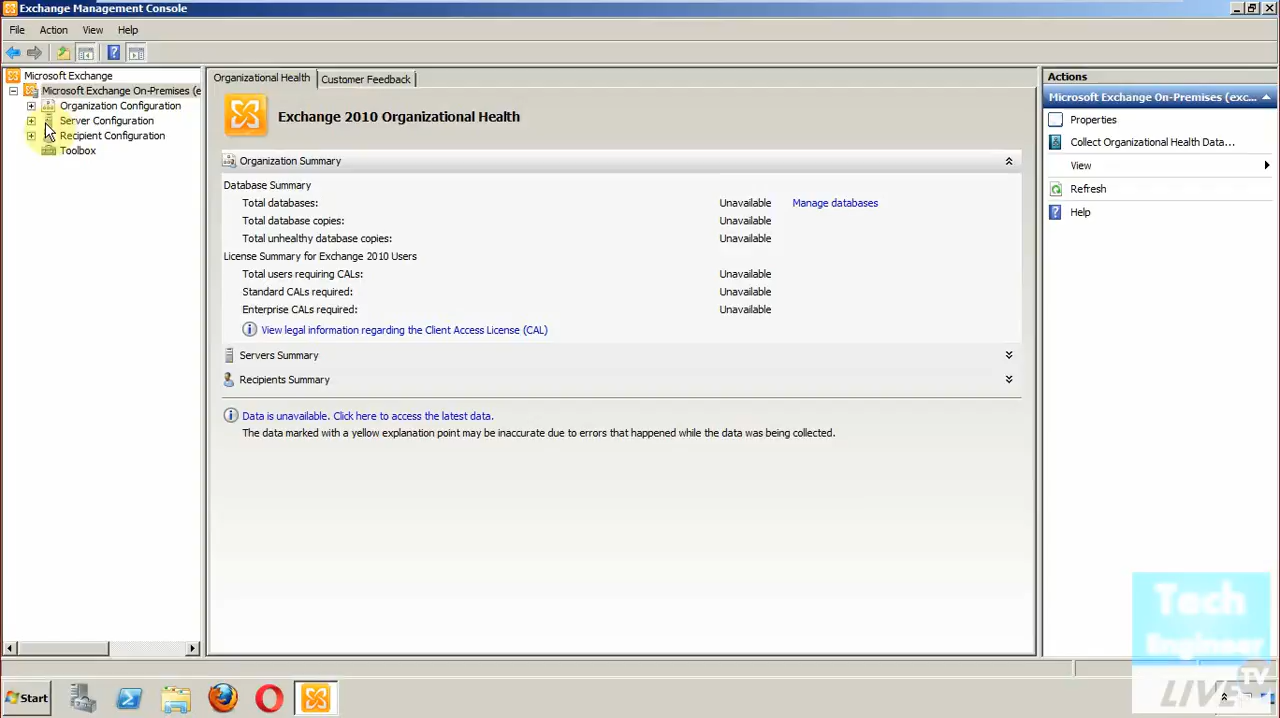 Exchange Management Console
File Action View Help
Microsoft Exchange
Microsoft Exchange On-Premises (e
Organization Configuration
Server Configuration
Recipient Configuration
Toolbox
Organizational Health
Customer Feedback
Exchange 2010 Organizational Health
Organization Summary
Database Summary
Total databases: Unavailable Manage databases
Total database copies: Unavailable
Total unhealthy database copies: Unavailable
License Summary for Exchange 2010 Users
Total users requiring CALs: Unavailable
Standard CALs required: Unavailable
Enterprise CALs required: Unavailable
View legal information regarding the Client Access License (CAL)
Servers Summary
Recipients Summary
Data is unavailable. Click here to access the latest data.
The data marked with a yellow explanation point may be inaccurate due to errors that happened while the data was being collected.
Actions
Microsoft Exchange On-Premises (exc...
Properties
Collect Organizational Health Data...
View
Refresh
Help
Tech
Engineer
TV
LIVE
Start